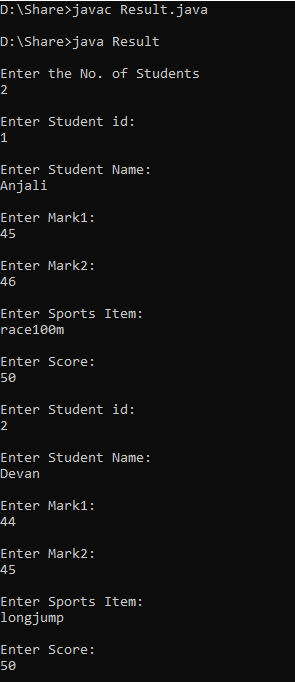 D:\Share>javac Result.java
D:\Share>java Result
Enter the No. of Students
2
Enter Student id:
1
Enter Student Name:
Anjali
Enter Mark1:
45
Enter Mark2:
46
Enter Sports Item:
race100m
Enter Score:
50
Enter Student id:
2
Enter Student Name:
Devan
Enter Mark1:
44
Enter Mark2:
45
Enter Sports Item:
longjump
Enter Score:
50